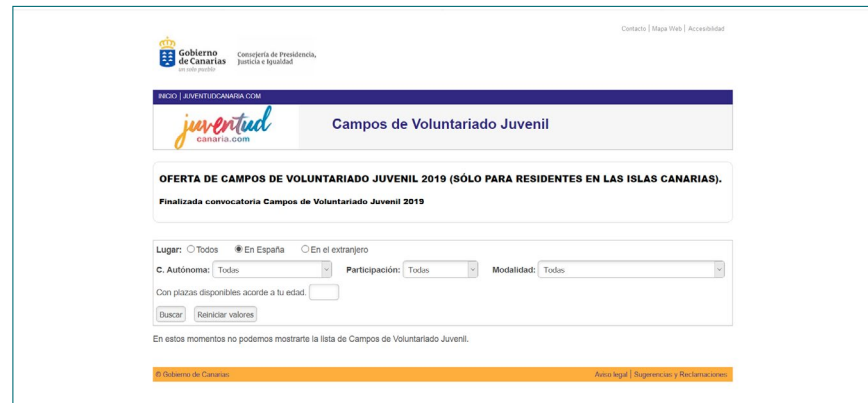 Contacto | Mapa Web | Accesibilidad
Gobierno
de Canarias
un solo pueblo
Consejería de Presidencia,
Justicia e Igualdad
INICIO | JUVENTUDCANARIA.COM
juventud
canaria.com
Campos de Voluntariado Juvenil
OFERTA DE CAMPOS DE VOLUNTARIADO JUVENIL 2019 (SÓLO PARA RESIDENTES EN LAS ISLAS CANARIAS).
Finalizada convocatoria Campos de Voluntariado Juvenil 2019
Lugar: Todos En España En el extranjero
C. Autónoma: Todas Participación: Todas Modalidad: Todas
Con plazas disponibles acorde a tu edad.
Buscar Reiniciar valores
En estos momentos no podemos mostrarte la lista de Campos de Voluntariado Juvenil.
© Gobierno de Canarias Aviso legal | Sugerencias y Reclamaciones